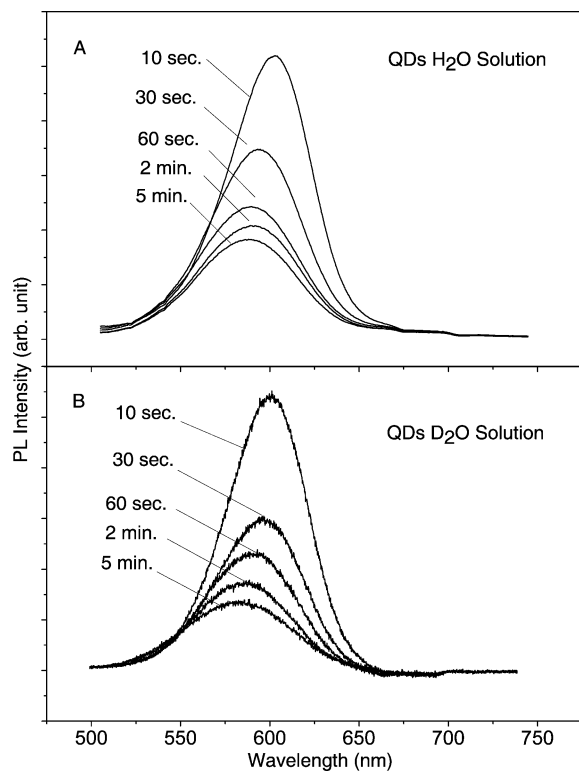 A
QDs H2O Solution
10 sec.
30 sec.
60 sec.
2 min.
5 min.
PL Intensity (arb. unit)
B
QDs D2O Solution
10 sec.
30 sec.
60 sec.
2 min.
5 min.
500 550 600 650 700 750
Wavelength (nm)